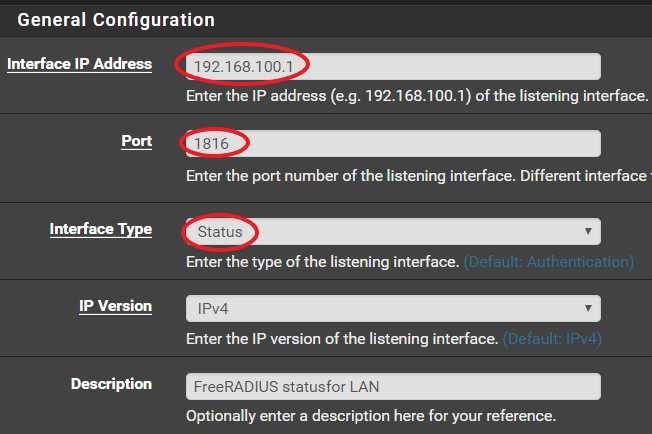 General Configuration
Interface IP Address
192.168.100.1
Enter the IP address (e.g. 192.168.100.1) of the listening interface.
Port
1816
Enter the port number of the listening interface. Different interface
Interface Type
Status
Enter the type of the listening interface. (Default: Authentication)
IP Version
IPv4
Enter the IP version of the listening interface. (Default: IPv4)
Description
FreeRADIUS statusfor LAN
Optionally enter a description here for your reference.